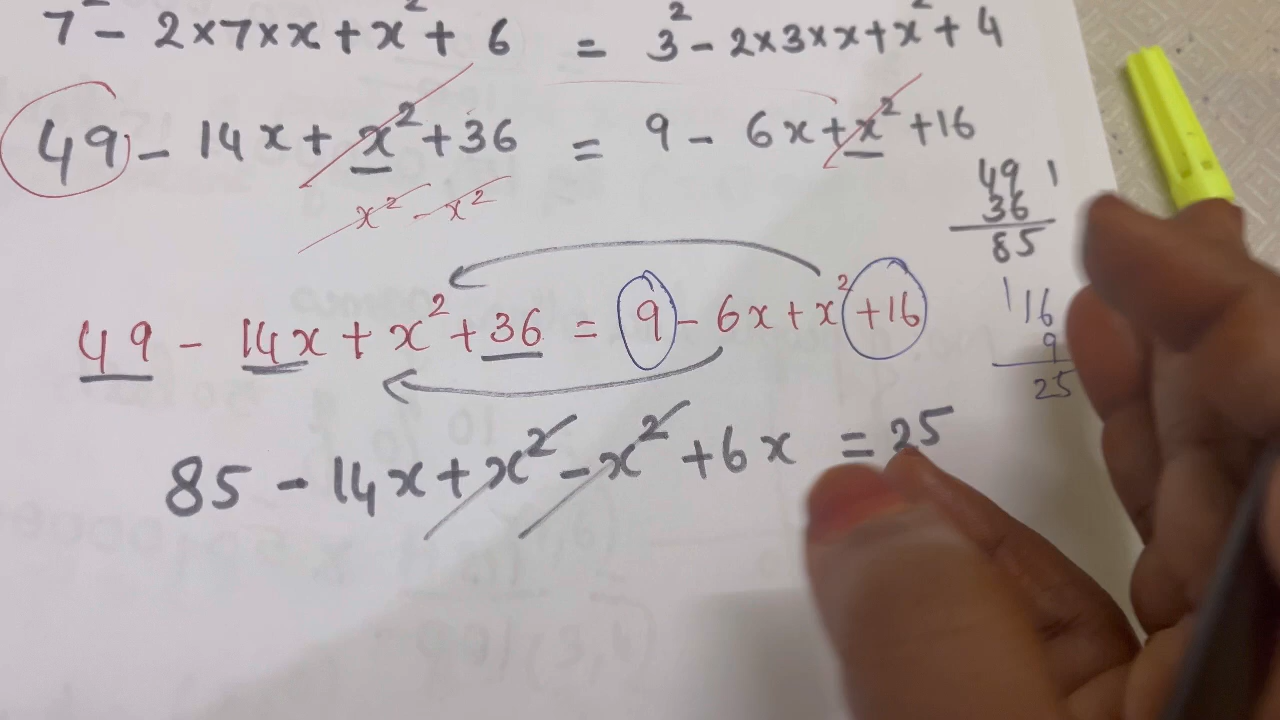 7² - 2×7×x + x² + 6 = 3² - 2×3×x + x² + 4
49 - 14x + x² + 36 = 9 - 6x + x² + 16
x² - x²
49 1
36
85
49 - 14x + x² + 36 = 9 - 6x + x² + 16
1 16
9
25
85 - 14x + x² - x² + 6x = 25